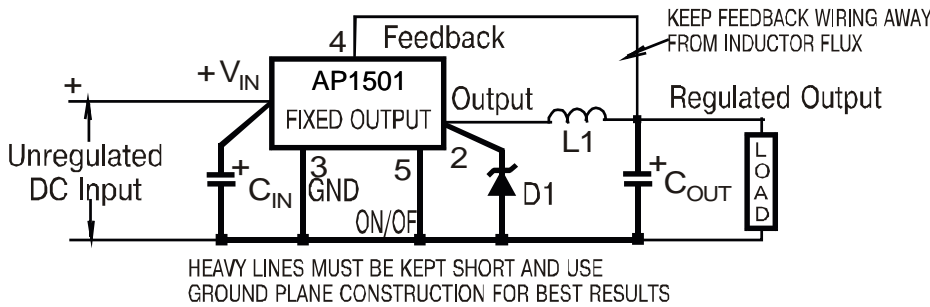 KEEP FEEDBACK WIRING AWAY
FROM INDUCTOR FLUX
4
Feedback
+
+VIN
AP1501
FIXED OUTPUT
Output
L1
Regulated Output
Unregulated
DC Input
+
CIN
3
GND
5
ON/OF
2
D1
+
COUT
LOAD
HEAVY LINES MUST BE KEPT SHORT AND USE
GROUND PLANE CONSTRUCTION FOR BEST RESULTS